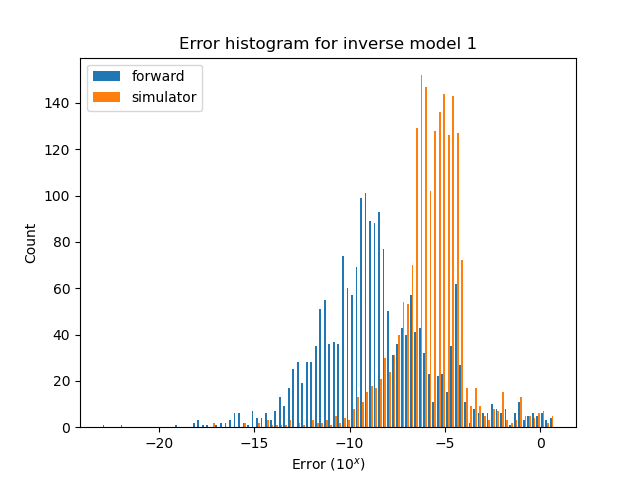 Error histogram for inverse model 1
forward
simulator
140
120
100
80
60
40
20
0
Count
−20 −15 −10 −5 0
Error (10^x)